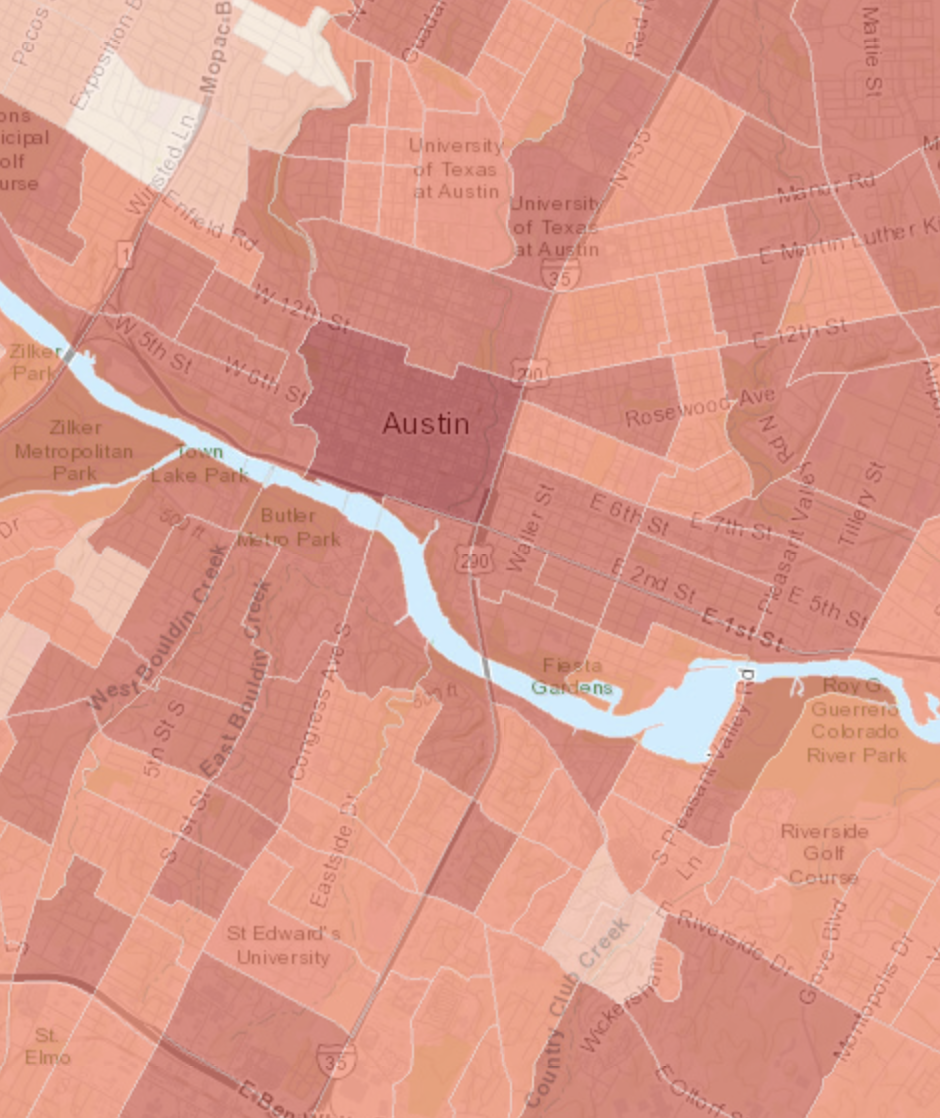 Pecos
Exposition B
Mopac B
Guadal
Red R
Mattie St
ons
icipal
olf
urse
Winsted Ln
Enfield Rd
University
of Texas
at Austin
University
of Texas
at Austin
N I-35
Manor Rd
E Martin Luther K
1
35
W 12th St
W 5th St
W 6th St
290
E 12th St
Zilker
Park
Austin
Rosewood Ave
N Rd
Airpo
Zilker
Metropolitan
Park
Town
Lake Park
Butler
Metro Park
500 ft
Dr
Waller St
E 6th St
E 7th St
Pleasant Valley
Tillery St
290
E 2nd St
E 5th St
E 1st St
West Bouldin Creek
East Bouldin Creek
Congress Ave S
500 ft
Fiesta
Gardens
Roy G.
Guerrero
Colorado
River Park
5th St S
S 1st St
Eastside Dr
S Pleasant Valley Rd
Ln
Riverside
Golf
Course
St Edward's
University
E Riverside Dr
Grove Blvd
Montopolis Dr
Country Club Creek
Wickersham
St.
Elmo
35
E Ben Whi
E Oltorf